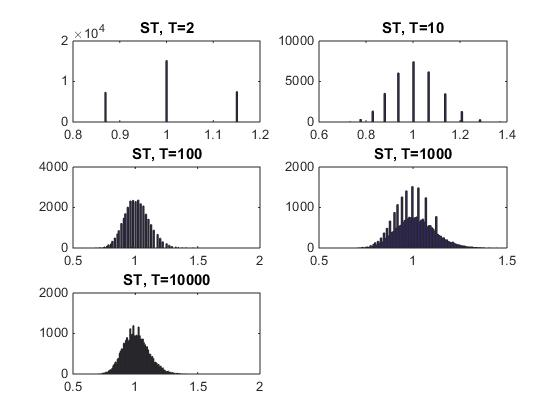 ST, T=2
×10⁴
2
1
0
0.8 0.9 1 1.1 1.2
ST, T=10
10000
5000
0
0.6 0.8 1 1.2 1.4
ST, T=100
4000
2000
0
0.5 1 1.5 2
ST, T=1000
2000
1000
0
0.5 1 1.5
ST, T=10000
2000
1000
0
0.5 1 1.5 2